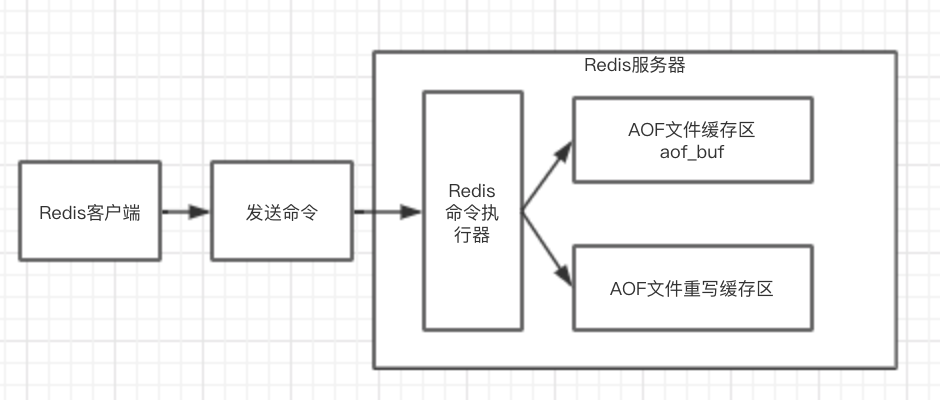 Redis服务器
Redis客户端
发送命令
Redis
命令执
行器
AOF文件缓存区
aof_buf
AOF文件重写缓存区